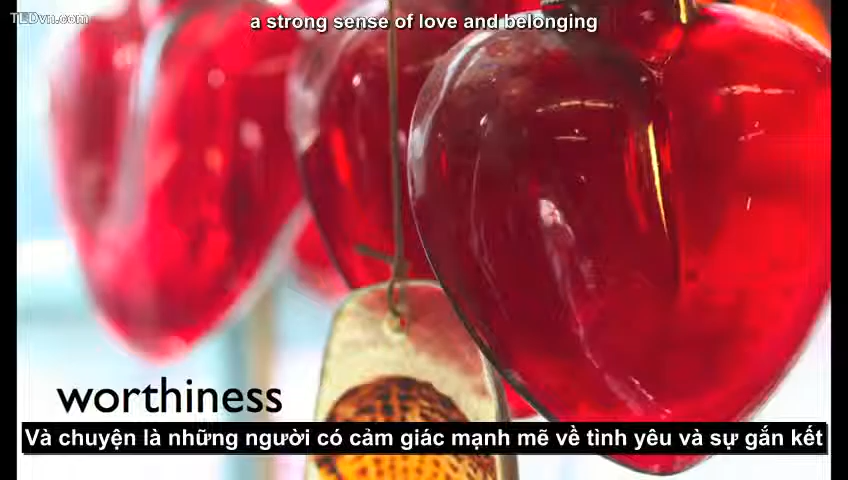 TEDvn.com
a strong sense of love and belonging
worthiness
Và chuyện là những người có cảm giác mạnh mẽ về tình yêu và sự gắn kết